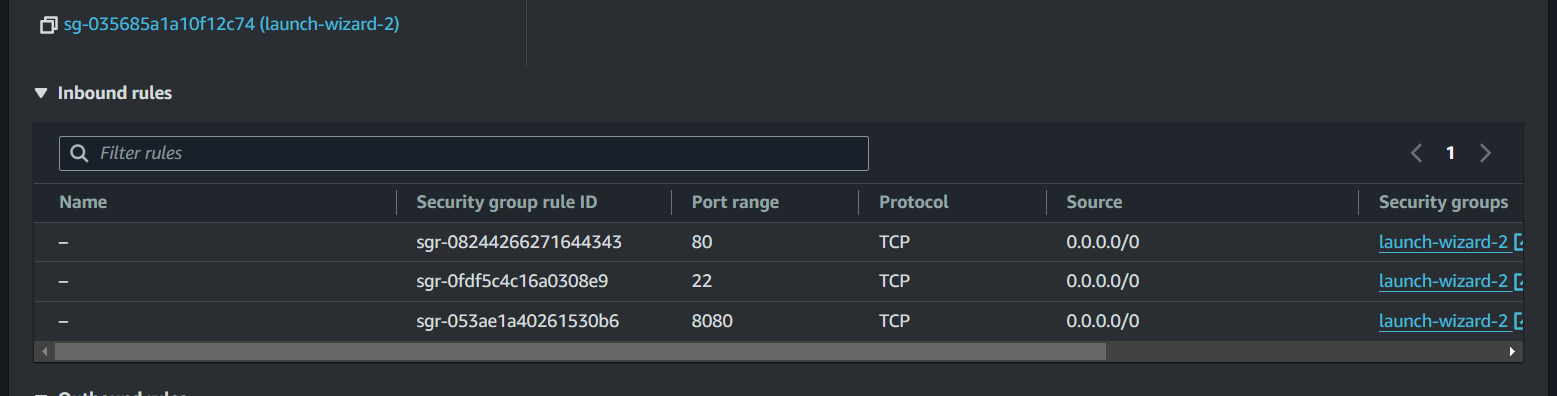 sg-035685a1a10f12c74 (launch-wizard-2)
Inbound rules
Filter rules
1
Name Security group rule ID Port range Protocol Source Security groups
– sgr-08244266271644343 80 TCP 0.0.0.0/0 launch-wizard-2
– sgr-0fdf5c4c16a0308e9 22 TCP 0.0.0.0/0 launch-wizard-2
– sgr-053ae1a40261530b6 8080 TCP 0.0.0.0/0 launch-wizard-2
Outbound rules